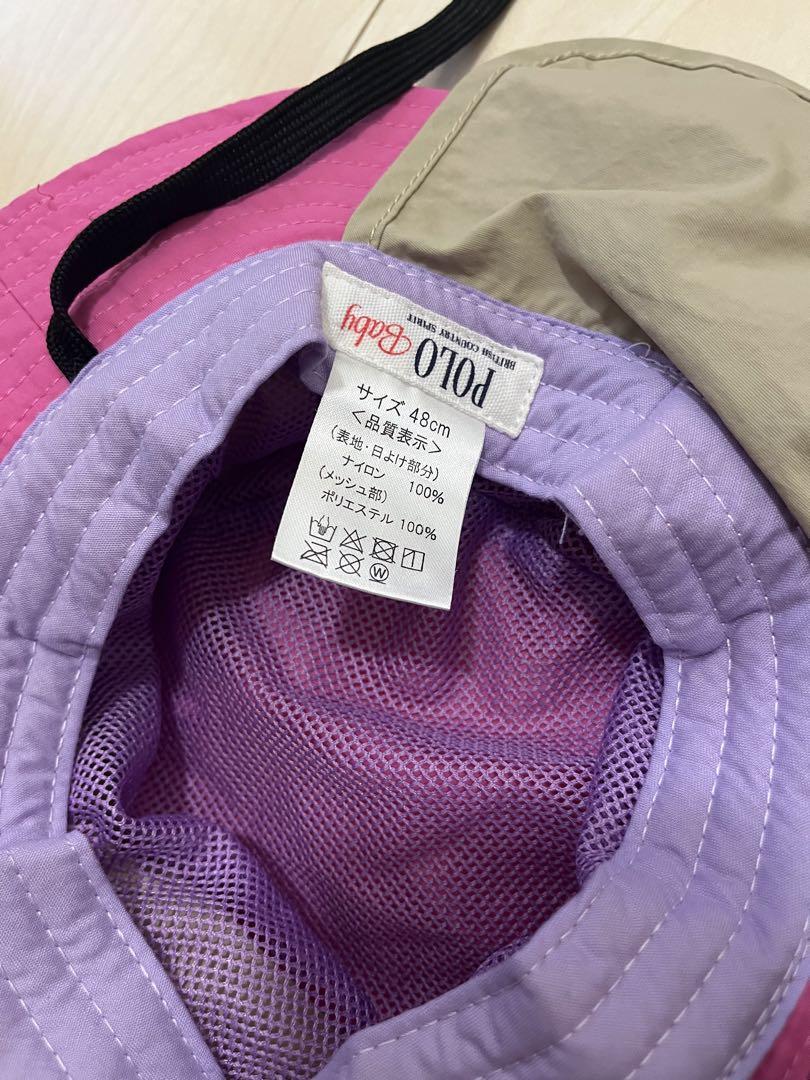 POLO Baby
BRITISH COUNTRY SPIRIT
サイズ 48cm
<品質表示>
(表地・日よけ部分)
ナイロン 100%
(メッシュ部)
ポリエステル 100%
W